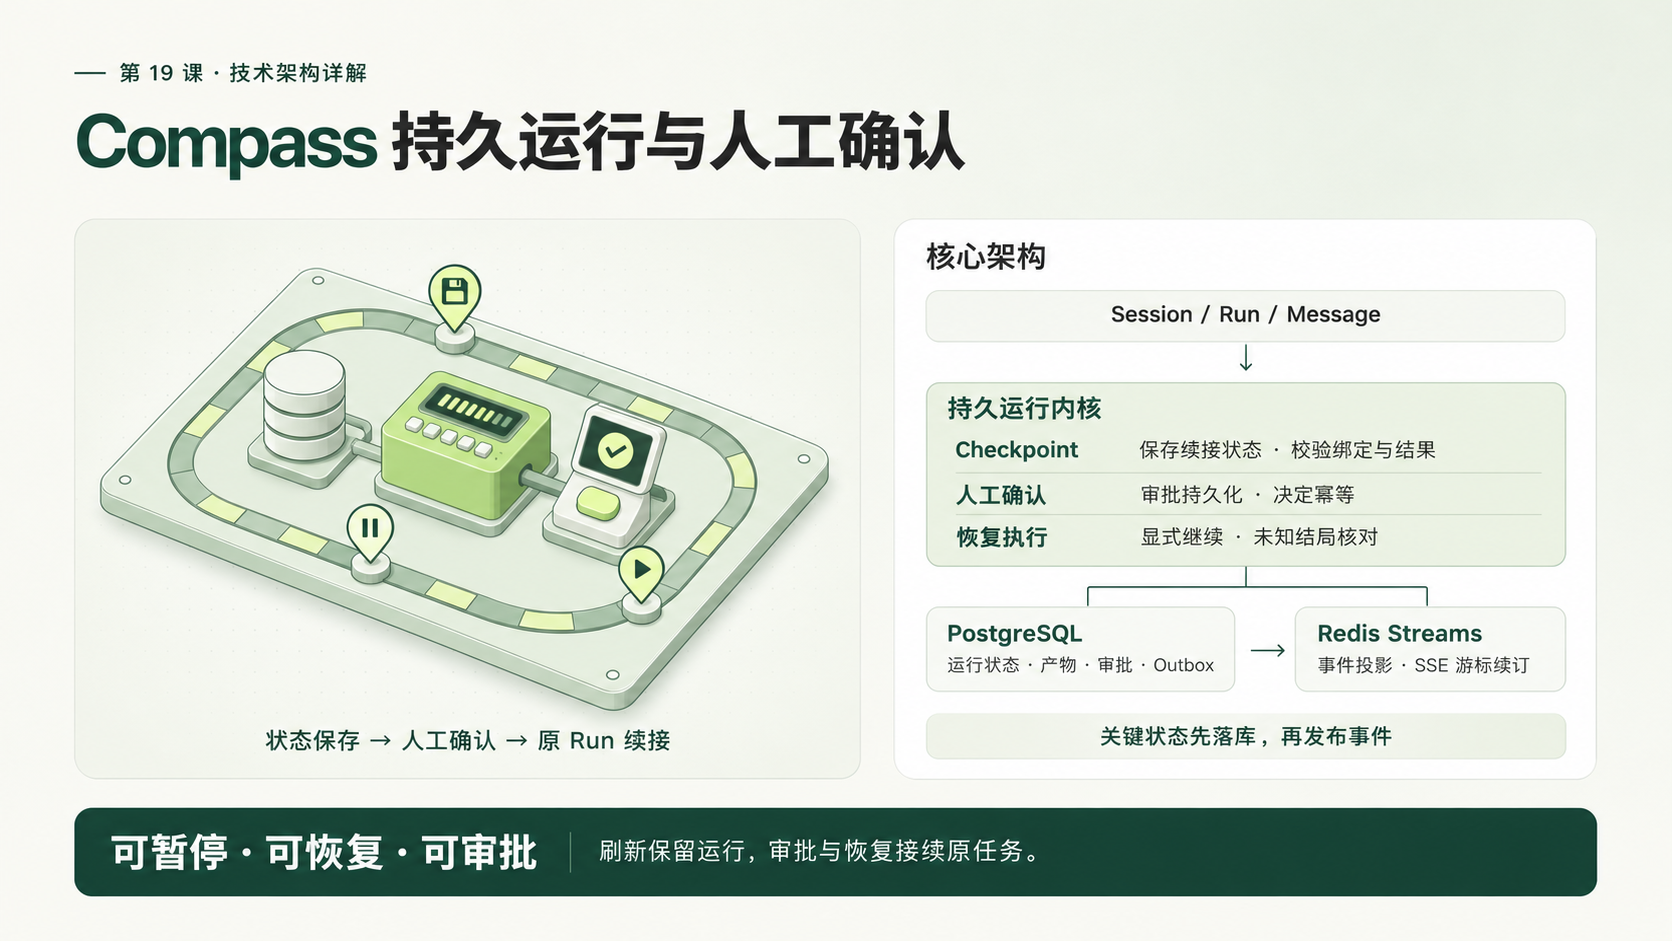 第 19 课 · 技术架构详解
Compass 持久运行与人工确认
状态保存 → 人工确认 → 原 Run 续接
核心架构
Session / Run / Message
持久运行内核
Checkpoint 保存续接状态 · 校验绑定与结果
人工确认 审批持久化 · 决定幂等
恢复执行 显式继续 · 未知结局核对
PostgreSQL
运行状态 · 产物 · 审批 · Outbox
Redis Streams
事件投影 · SSE 游标续订
关键状态先落库，再发布事件
可暂停 · 可恢复 · 可审批
刷新保留运行，审批与恢复接续原任务。